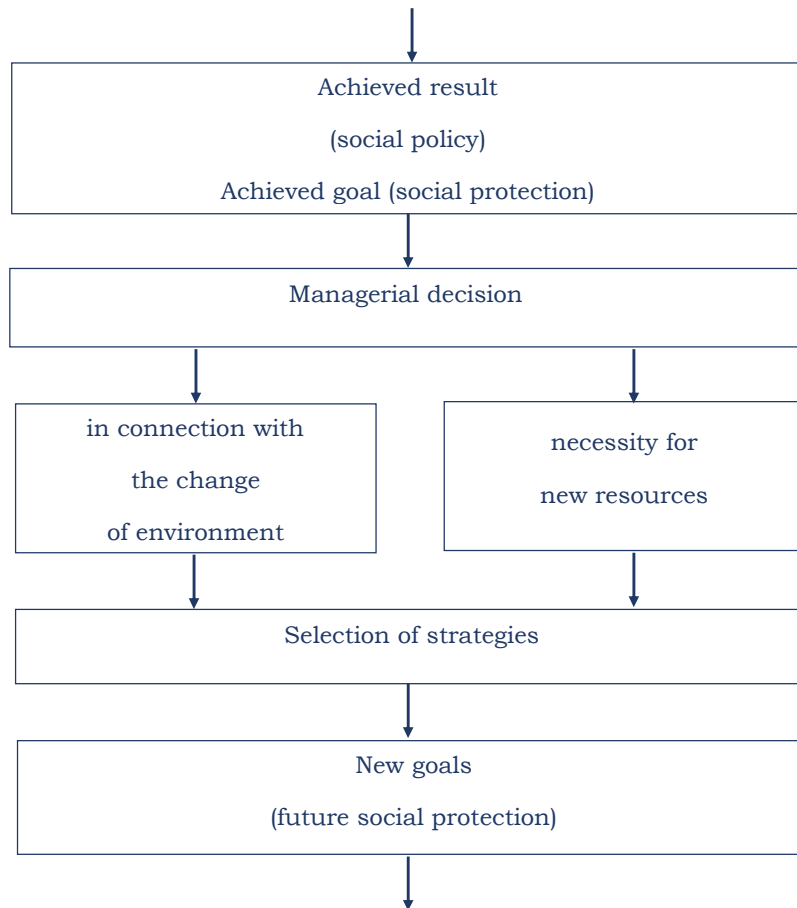 Achieved result
(social policy)
Achieved goal (social protection)
Managerial decision
in connection with
the change
of environment
necessity for
new resources
Selection of strategies
New goals
(future social protection)